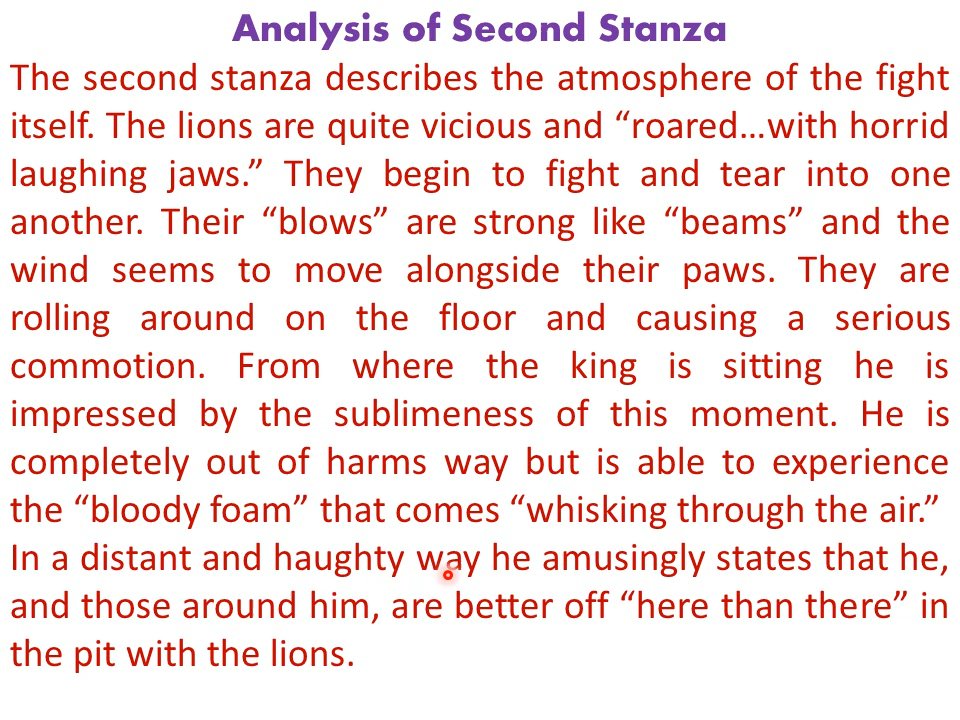 Analysis of Second Stanza
The second stanza describes the atmosphere of the fight
itself. The lions are quite vicious and “roared…with horrid
laughing jaws.” They begin to fight and tear into one
another. Their “blows” are strong like “beams” and the
wind seems to move alongside their paws. They are
rolling around on the floor and causing a serious
commotion. From where the king is sitting he is
impressed by the sublimeness of this moment. He is
completely out of harms way but is able to experience
the “bloody foam” that comes “whisking through the air.”
In a distant and haughty way he amusingly states that he,
and those around him, are better off “here than there” in
the pit with the lions.